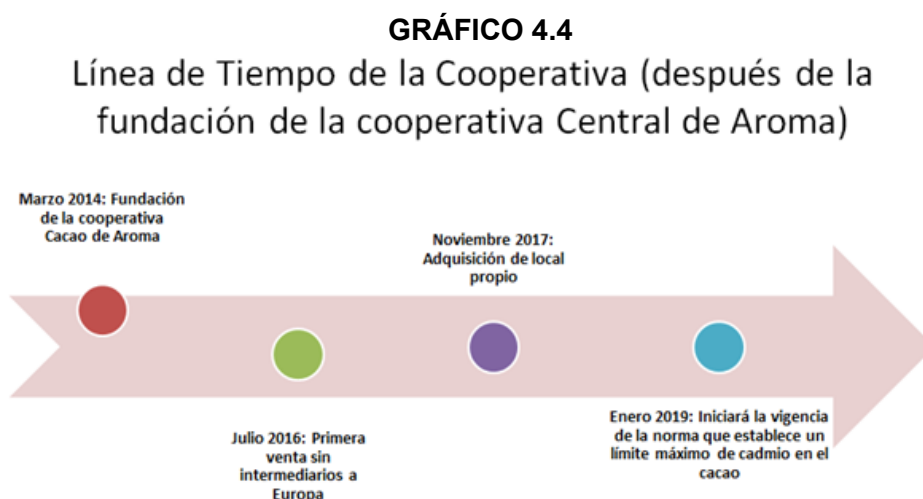 GRÁFICO 4.4
Línea de Tiempo de la Cooperativa (después de la
fundación de la cooperativa Central de Aroma)
Marzo 2014: Fundación
de la cooperativa
Cacao de Aroma
Noviembre 2017:
Adquisición de local
propio
Julio 2016: Primera
venta sin
intermediarios a
Europa
Enero 2019: Iniciará la vigencia
de la norma que establece un
límite máximo de cadmio en el
cacao